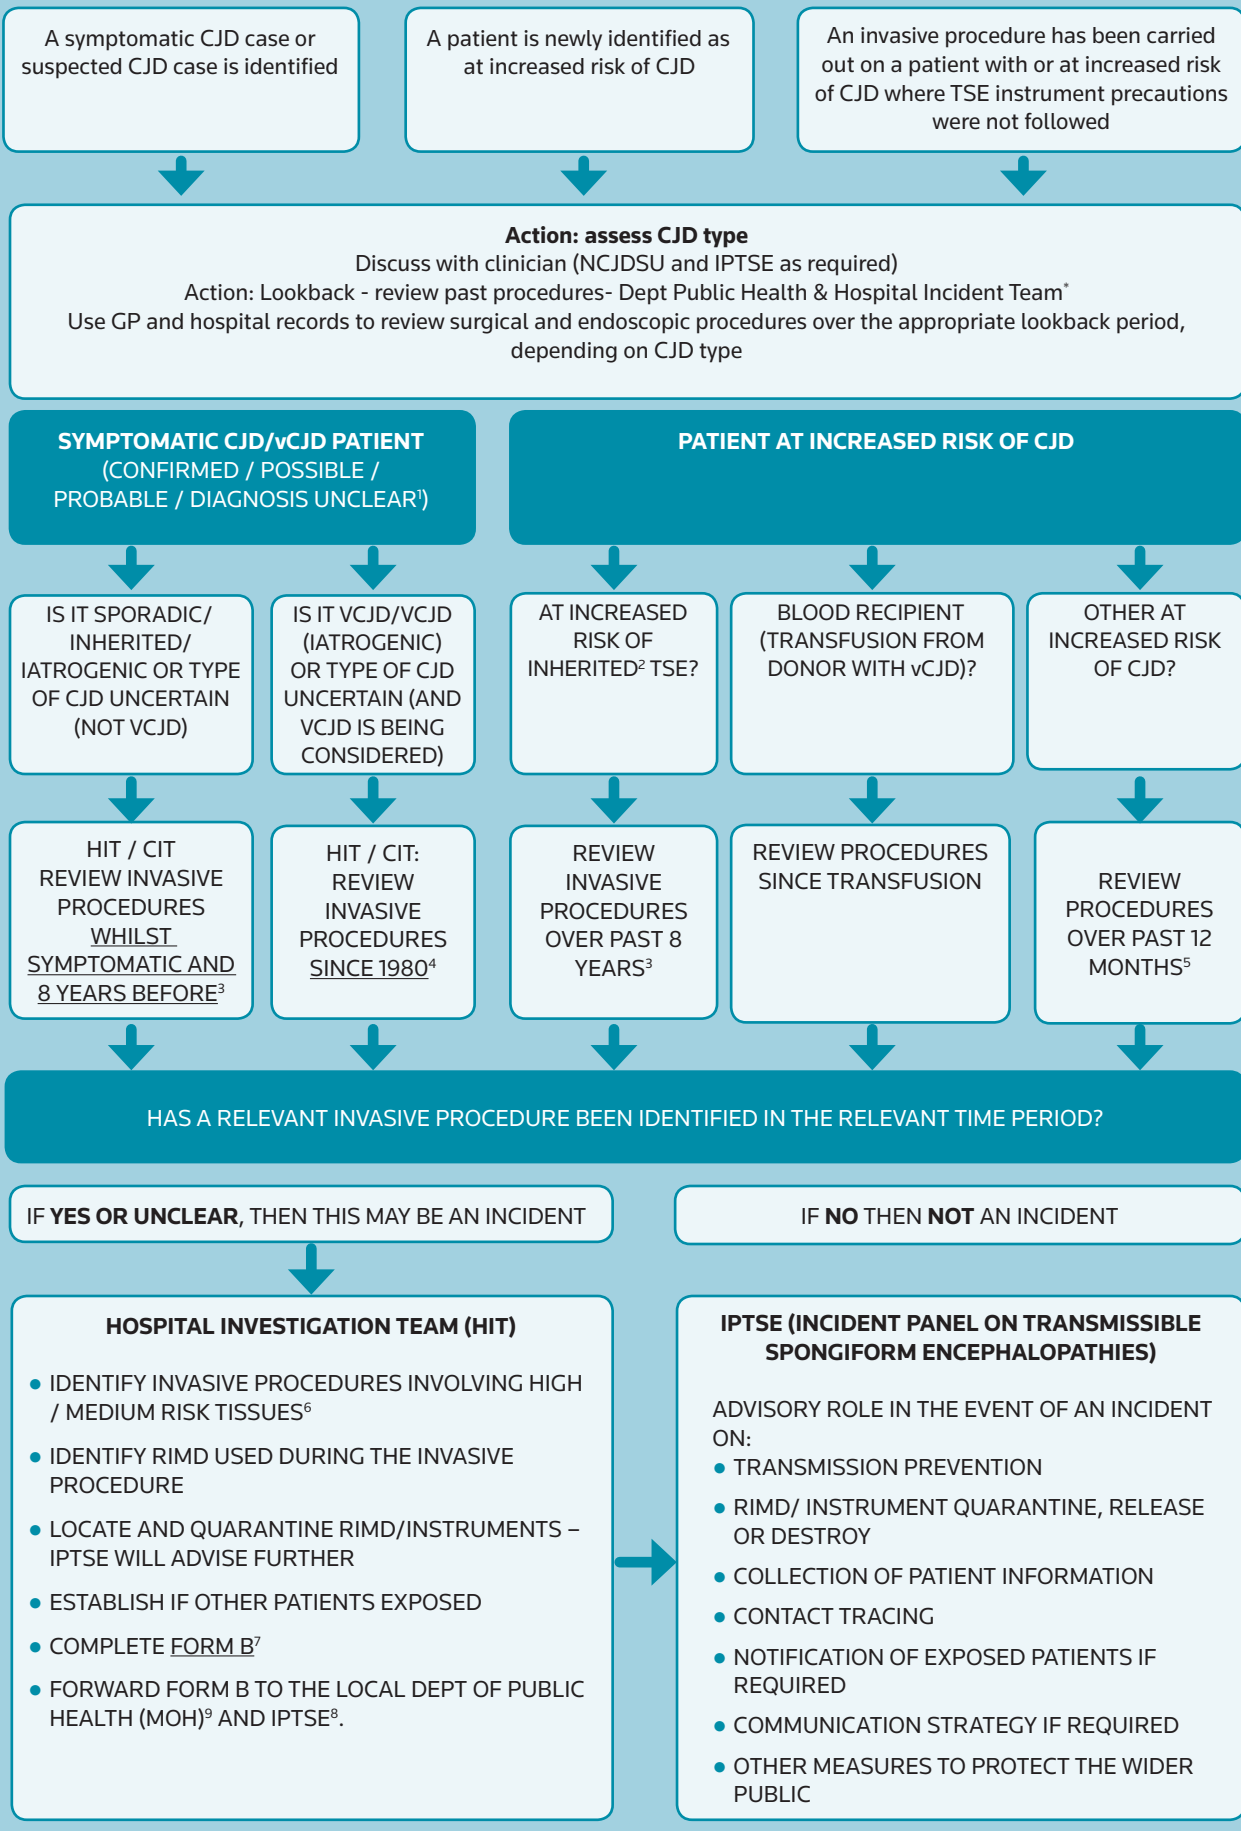 A symptomatic CJD case or
suspected CJD case is identified
A patient is newly identified as
at increased risk of CJD
An invasive procedure has been carried
out on a patient with or at increased risk
of CJD where TSE instrument precautions
were not followed
Action: assess CJD type
Discuss with clinician (NCJDSU and IPTSE as required)
Action: Lookback - review past procedures- Dept Public Health & Hospital Incident Team*
Use GP and hospital records to review surgical and endoscopic procedures over the appropriate lookback period,
depending on CJD type
SYMPTOMATIC CJD/vCJD PATIENT
(CONFIRMED / POSSIBLE /
PROBABLE / DIAGNOSIS UNCLEAR¹)
PATIENT AT INCREASED RISK OF CJD
IS IT SPORADIC/
INHERITED/
IATROGENIC OR TYPE
OF CJD UNCERTAIN
(NOT VCJD)
IS IT VCJD/VCJD
(IATROGENIC)
OR TYPE OF CJD
UNCERTAIN (AND
VCJD IS BEING
CONSIDERED)
AT INCREASED
RISK OF
INHERITED² TSE?
BLOOD RECIPIENT
(TRANSFUSION FROM
DONOR WITH vCJD)?
OTHER AT
INCREASED RISK
OF CJD?
HIT / CIT
REVIEW INVASIVE
PROCEDURES
WHILST
SYMPTOMATIC AND
8 YEARS BEFORE³
HIT / CIT:
REVIEW
INVASIVE
PROCEDURES
SINCE 1980⁴
REVIEW
INVASIVE
PROCEDURES
OVER PAST 8
YEARS³
REVIEW PROCEDURES
SINCE TRANSFUSION
REVIEW
PROCEDURES
OVER PAST 12
MONTHS⁵
HAS A RELEVANT INVASIVE PROCEDURE BEEN IDENTIFIED IN THE RELEVANT TIME PERIOD?
IF YES OR UNCLEAR, THEN THIS MAY BE AN INCIDENT
IF NO THEN NOT AN INCIDENT
HOSPITAL INVESTIGATION TEAM (HIT)
● IDENTIFY INVASIVE PROCEDURES INVOLVING HIGH
/ MEDIUM RISK TISSUES⁶
● IDENTIFY RIMD USED DURING THE INVASIVE
PROCEDURE
● LOCATE AND QUARANTINE RIMD/INSTRUMENTS –
IPTSE WILL ADVISE FURTHER
● ESTABLISH IF OTHER PATIENTS EXPOSED
● COMPLETE FORM B⁷
● FORWARD FORM B TO THE LOCAL DEPT OF PUBLIC
HEALTH (MOH)⁹ AND IPTSE⁸.
IPTSE (INCIDENT PANEL ON TRANSMISSIBLE
SPONGIFORM ENCEPHALOPATHIES)
ADVISORY ROLE IN THE EVENT OF AN INCIDENT
ON:
● TRANSMISSION PREVENTION
● RIMD/ INSTRUMENT QUARANTINE, RELEASE
OR DESTROY
● COLLECTION OF PATIENT INFORMATION
● CONTACT TRACING
● NOTIFICATION OF EXPOSED PATIENTS IF
REQUIRED
● COMMUNICATION STRATEGY IF REQUIRED
● OTHER MEASURES TO PROTECT THE WIDER
PUBLIC